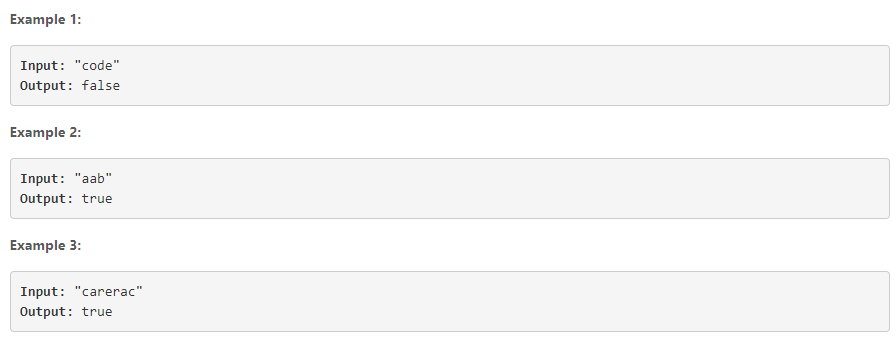 Example 1:
Input: "code"
Output: false
Example 2:
Input: "aab"
Output: true
Example 3:
Input: "carerac"
Output: true